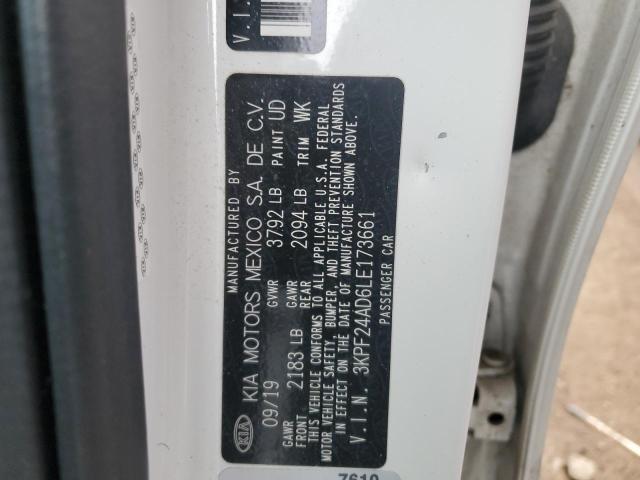 V.I.N.
MANUFACTURED BY
KIA KIA MOTORS MEXICO S.A. DE C.V.
09/19 GVWR 3792 LB PAINT UD
GAWR FRONT 2183 LB GAWR REAR 2094 LB TRIM WK
THIS VEHICLE CONFORMS TO ALL APPLICABLE U.S.A. FEDERAL
MOTOR VEHICLE SAFETY, BUMPER, AND THEFT PREVENTION STANDARDS
IN EFFECT ON THE DATE OF MANUFACTURE SHOWN ABOVE.
V.I.N. 3KPF24AD6LE173661
PASSENGER CAR
7610